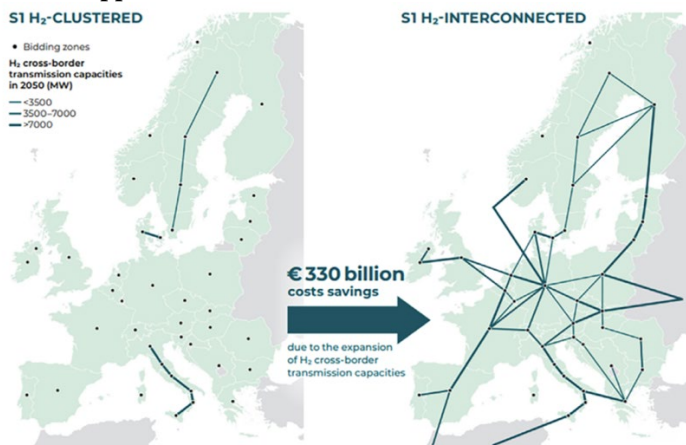 S1 H₂-CLUSTERED
Bidding zones
H₂ cross-border
transmission capacities
in 2050 (MW)
<3500
3500–7000
>7000
S1 H₂-INTERCONNECTED
€ 330 billion
costs savings
due to the expansion
of H₂ cross-border
transmission capacities